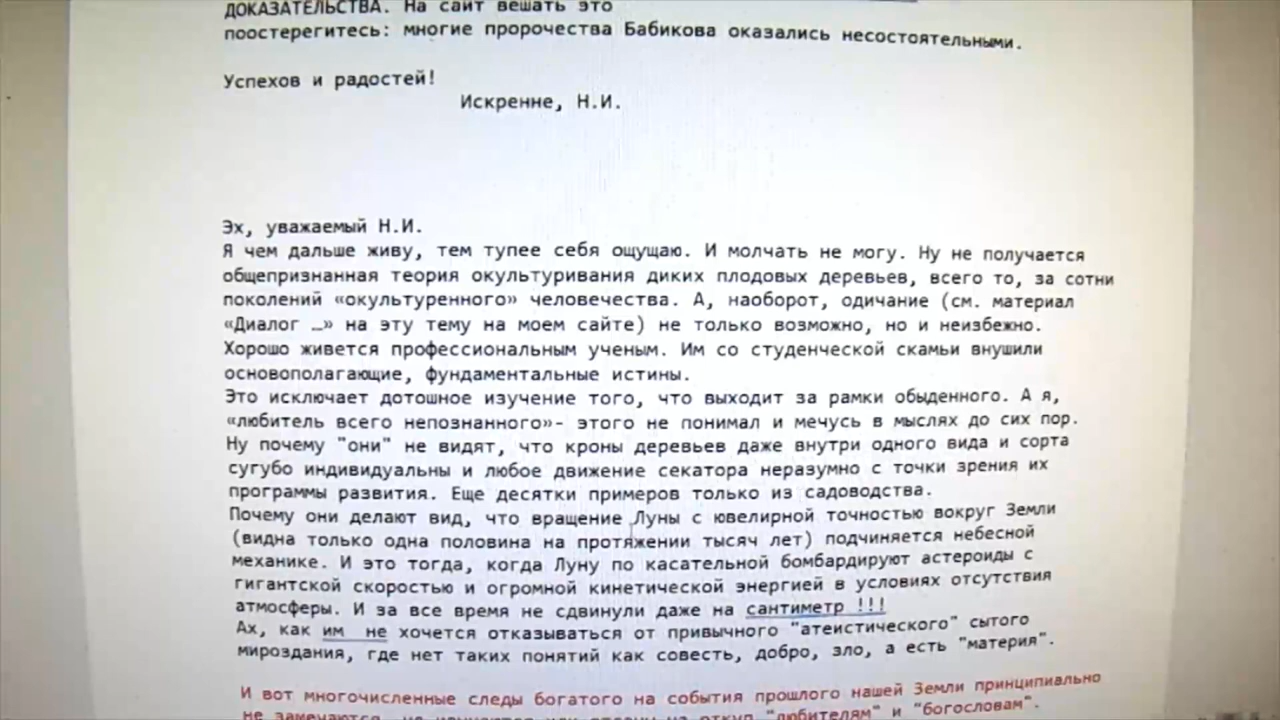 ДОКАЗАТЕЛЬСТВА. На сайт вешать это
поостерегитесь: многие пророчества Бабикова оказались несостоятельными.
Успехов и радостей!
Искренне, Н.И.
Эх, уважаемый Н.И.
Я чем дальше живу, тем тупее себя ощущаю. И молчать не могу. Ну не получается
общепризнанная теория окультуривания диких плодовых деревьев, всего то, за сотни
поколений «окультуренного» человечества. А, наоборот, одичание (см. материал
«Диалог …» на эту тему на моем сайте) не только возможно, но и неизбежно.
Хорошо живется профессиональным ученым. Им со студенческой скамьи внушили
основополагающие, фундаментальные истины.
Это исключает дотошное изучение того, что выходит за рамки обыденного. А я,
«любитель всего непознанного»- этого не понимал и мечусь в мыслях до сих пор.
Ну почему "они" не видят, что кроны деревьев даже внутри одного вида и сорта
сугубо индивидуальны и любое движение секатора неразумно с точки зрения их
программы развития. Еще десятки примеров только из садоводства.
Почему они делают вид, что вращение Луны с ювелирной точностью вокруг Земли
(видна только одна половина на протяжении тысяч лет) подчиняется небесной
механике. И это тогда, когда Луну по касательной бомбардируют астероиды с
гигантской скоростью и огромной кинетической энергией в условиях отсутствия
атмосферы. И за все время не сдвинули даже на сантиметр !!!
Ах, как им не хочется отказываться от привычного "атеистического" сытого
мироздания, где нет таких понятий как совесть, добро, зло, а есть "материя".
И вот многочисленные следы богатого на события прошлого нашей Земли принципиально
не замечаются, не изучаются или отданы на откуп "любителям" и "богословам".